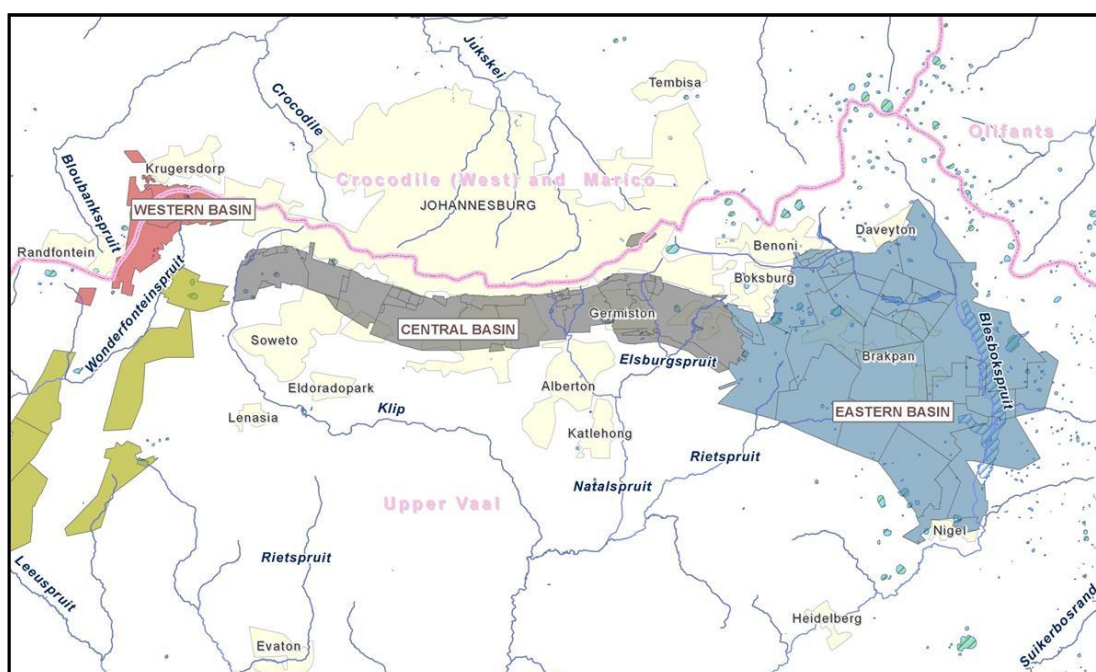 Jukskei
Tembisa
Crocodile
Olifants
Bloubankspruit
Krugersdorp
Crocodile (West) and Marico
WESTERN BASIN
JOHANNESBURG
Randfontein
Benoni
Daveyton
Wonderfonteinspruit
Boksburg
Germiston
CENTRAL BASIN
Soweto
Elsburgspruit
Brakpan
Blesbokspruit
Eldoradopark
Alberton
Lenasia
Klip
EASTERN BASIN
Katlehong
Rietspruit
Natalspruit
Upper Vaal
Nigel
Leeuspruit
Rietspruit
Heidelberg
Evaton
Suikerbosrand